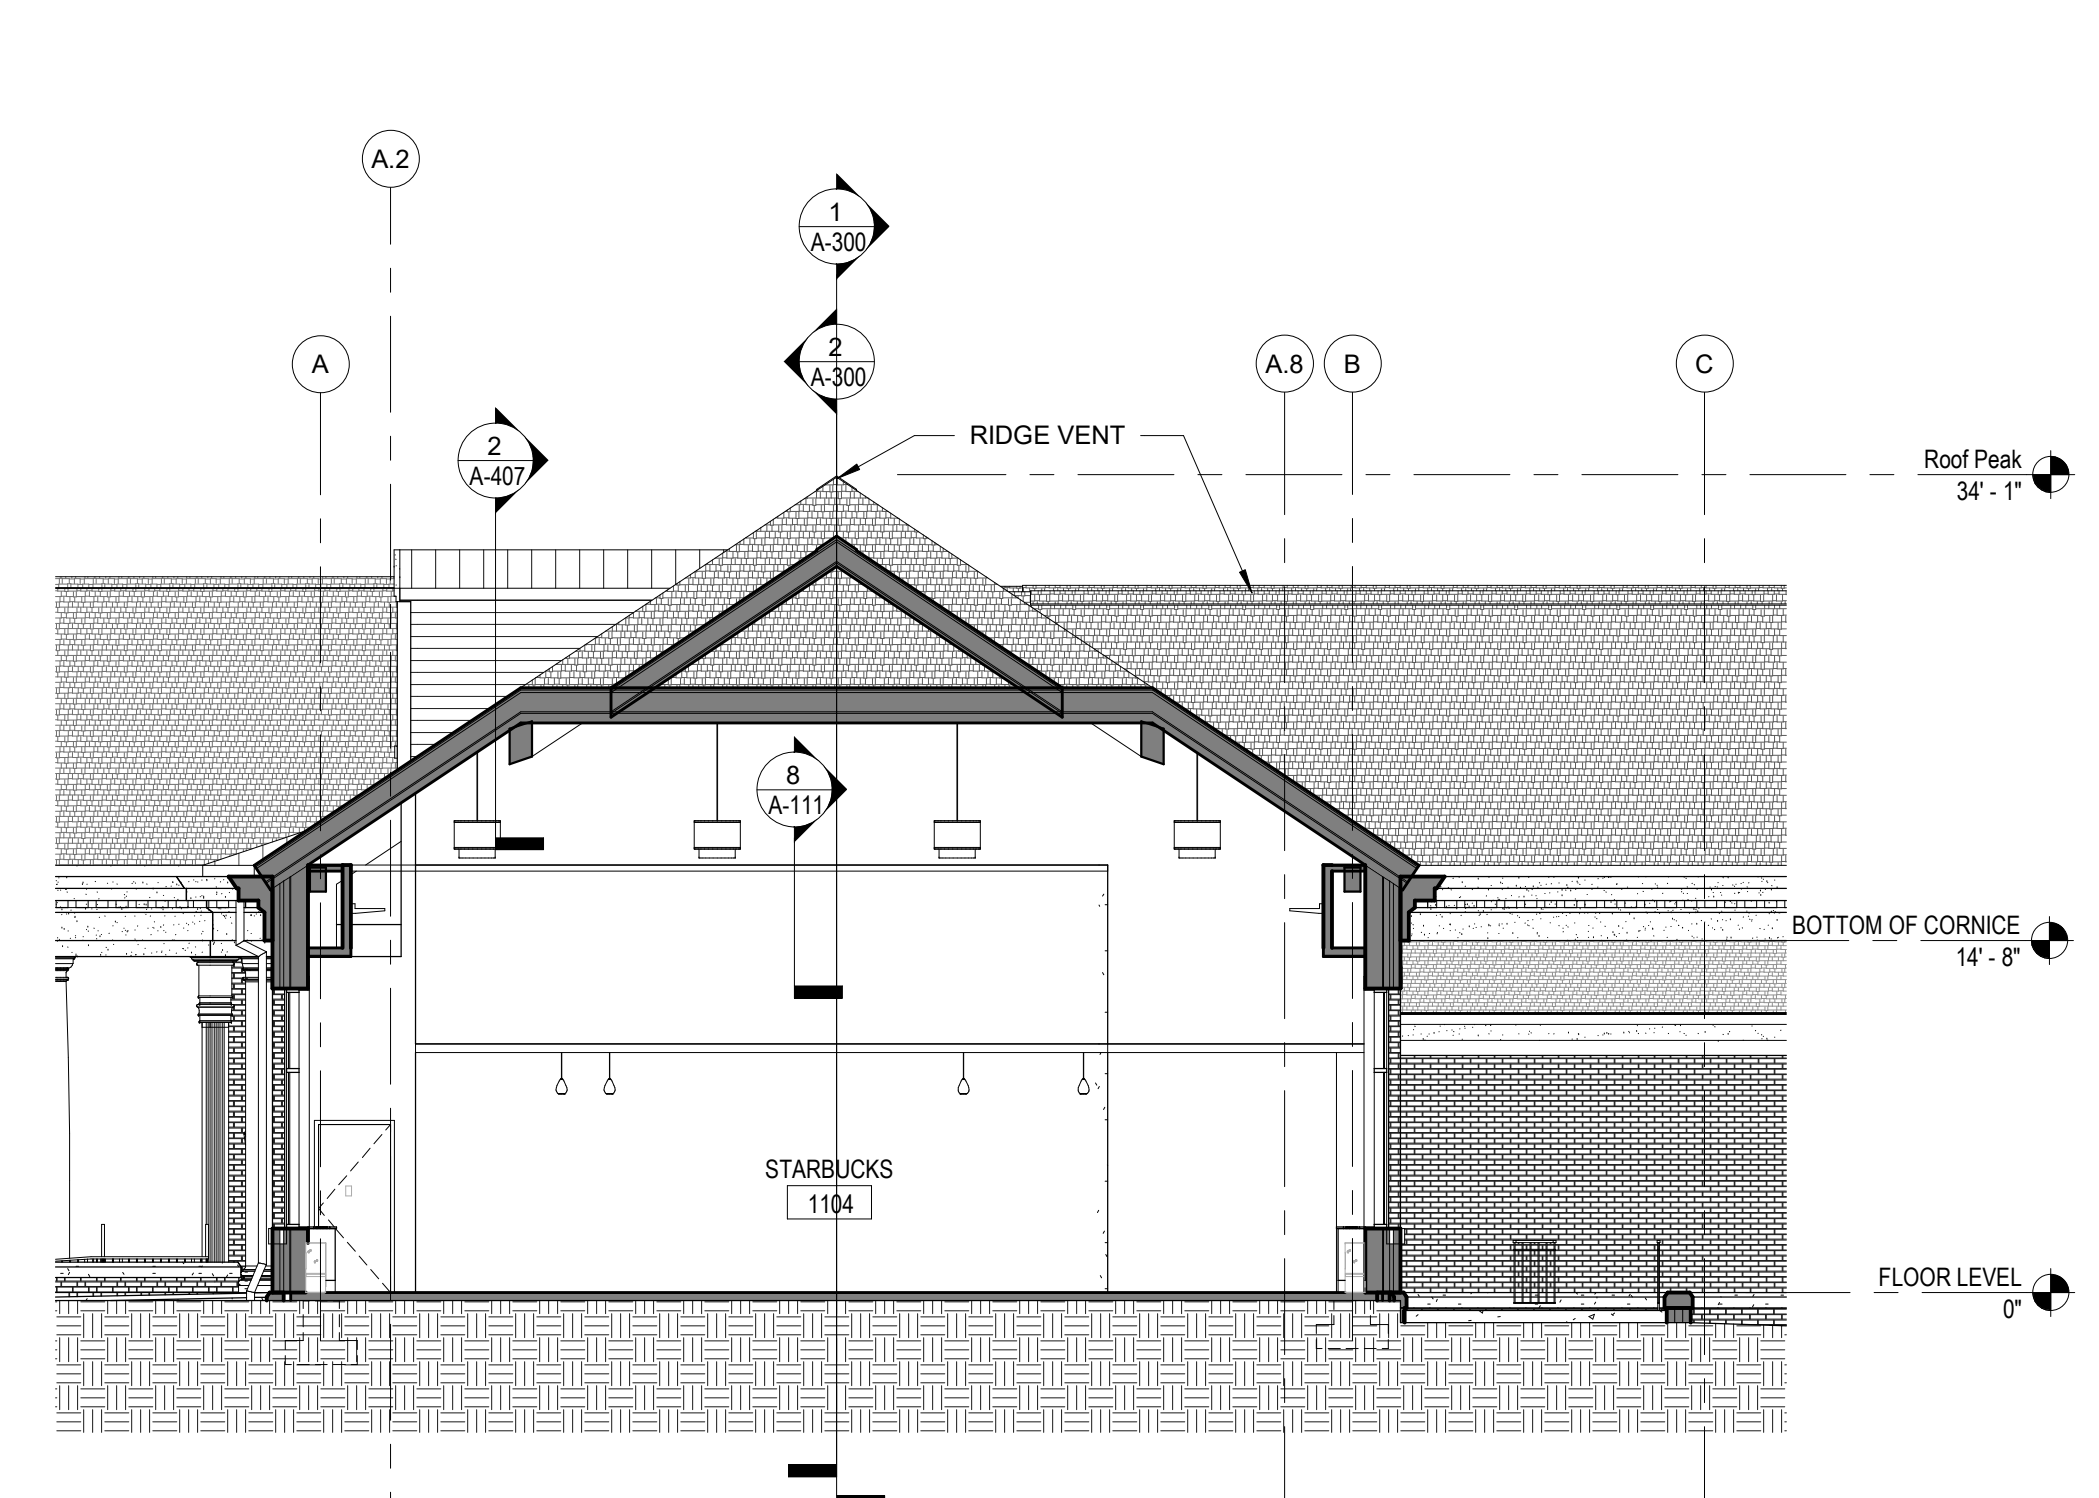 A.2
1
A-300
2
A-300
A
A.8
B
C
2
A-407
RIDGE VENT
Roof Peak
34' - 1"
8
A-111
BOTTOM OF CORNICE
14' - 8"
STARBUCKS
1104
FLOOR LEVEL
0"